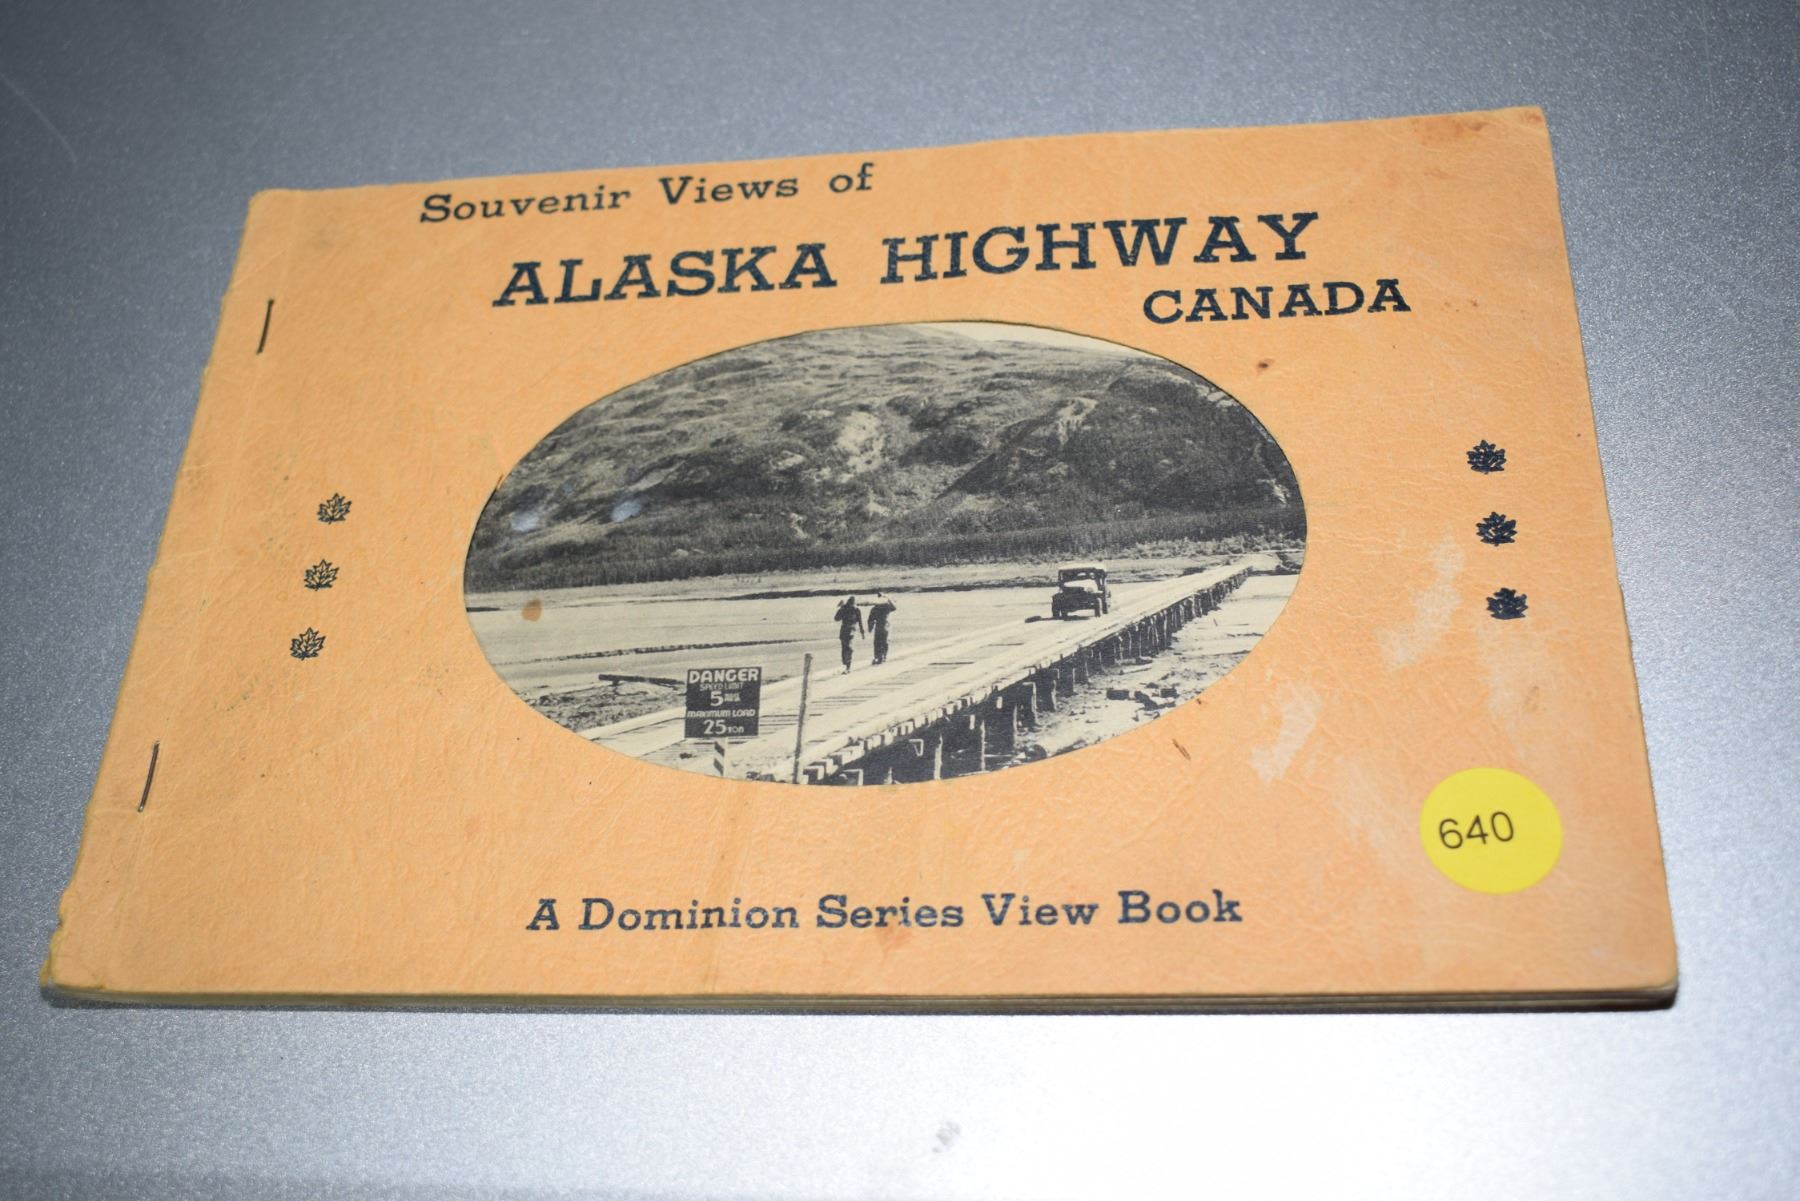 Souvenir Views of
ALASKA HIGHWAY
CANADA
DANGER
SPEED LIMIT
5
MAXIMUM LOAD
25 TON
640
A Dominion Series View Book